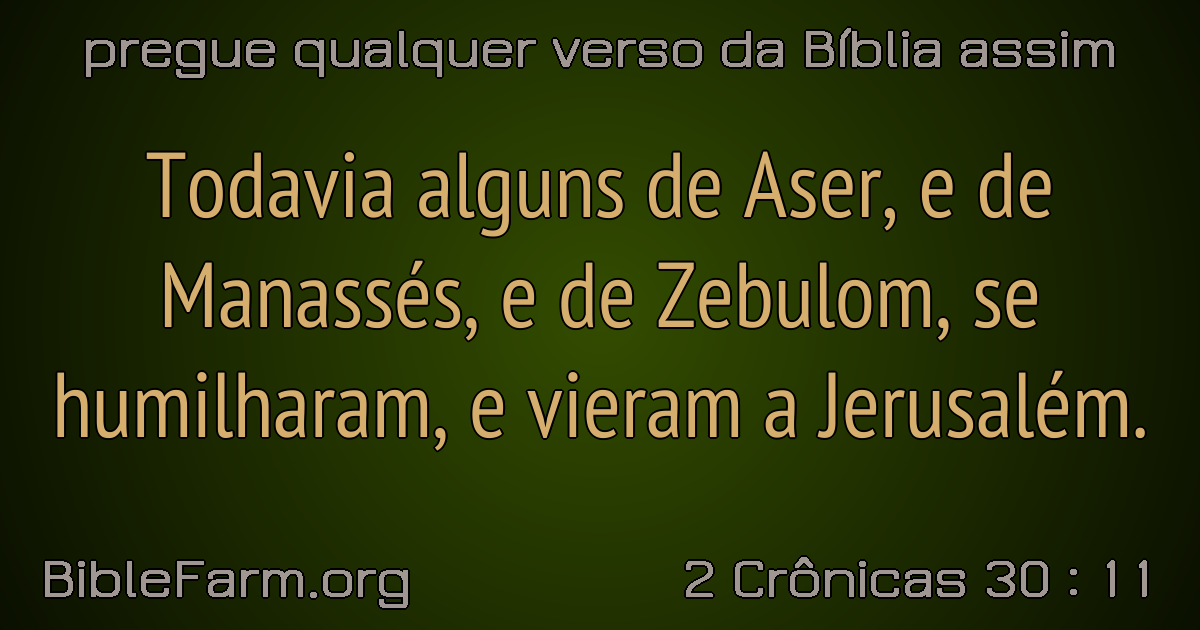 pregue qualquer verso da Bíblia assim
Todavia alguns de Aser, e de
Manassés, e de Zebulom, se
humilharam, e vieram a Jerusalém.
BibleFarm.org
2 Crônicas 30 : 11